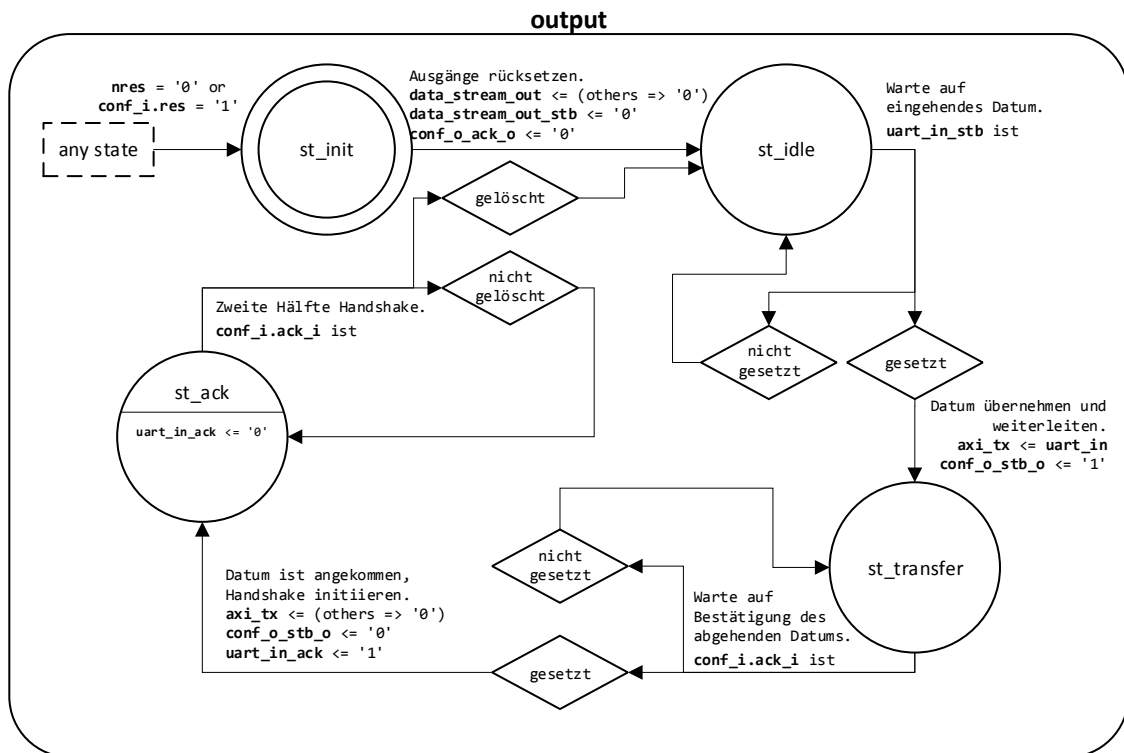 output
nres = '0' or
conf_i.res = '1'
any state
st_init
Ausgänge rücksetzen.
data_stream_out <= (others => '0')
data_stream_out_stb <= '0'
conf_o_ack_o <= '0'
st_idle
Warte auf
eingehendes Datum.
uart_in_stb ist
gelöscht
nicht
gelöscht
Zweite Hälfte Handshake.
conf_i.ack_i ist
nicht
gesetzt
gesetzt
st_ack
uart_in_ack <= '0'
Datum übernehmen und
weiterleiten.
axi_tx <= uart_in
conf_o_stb_o <= '1'
nicht
gesetzt
st_transfer
Datum ist angekommen,
Handshake initiieren.
axi_tx <= (others => '0')
conf_o_stb_o <= '0'
uart_in_ack <= '1'
Warte auf
Bestätigung des
abgehenden Datums.
conf_i.ack_i ist
gesetzt